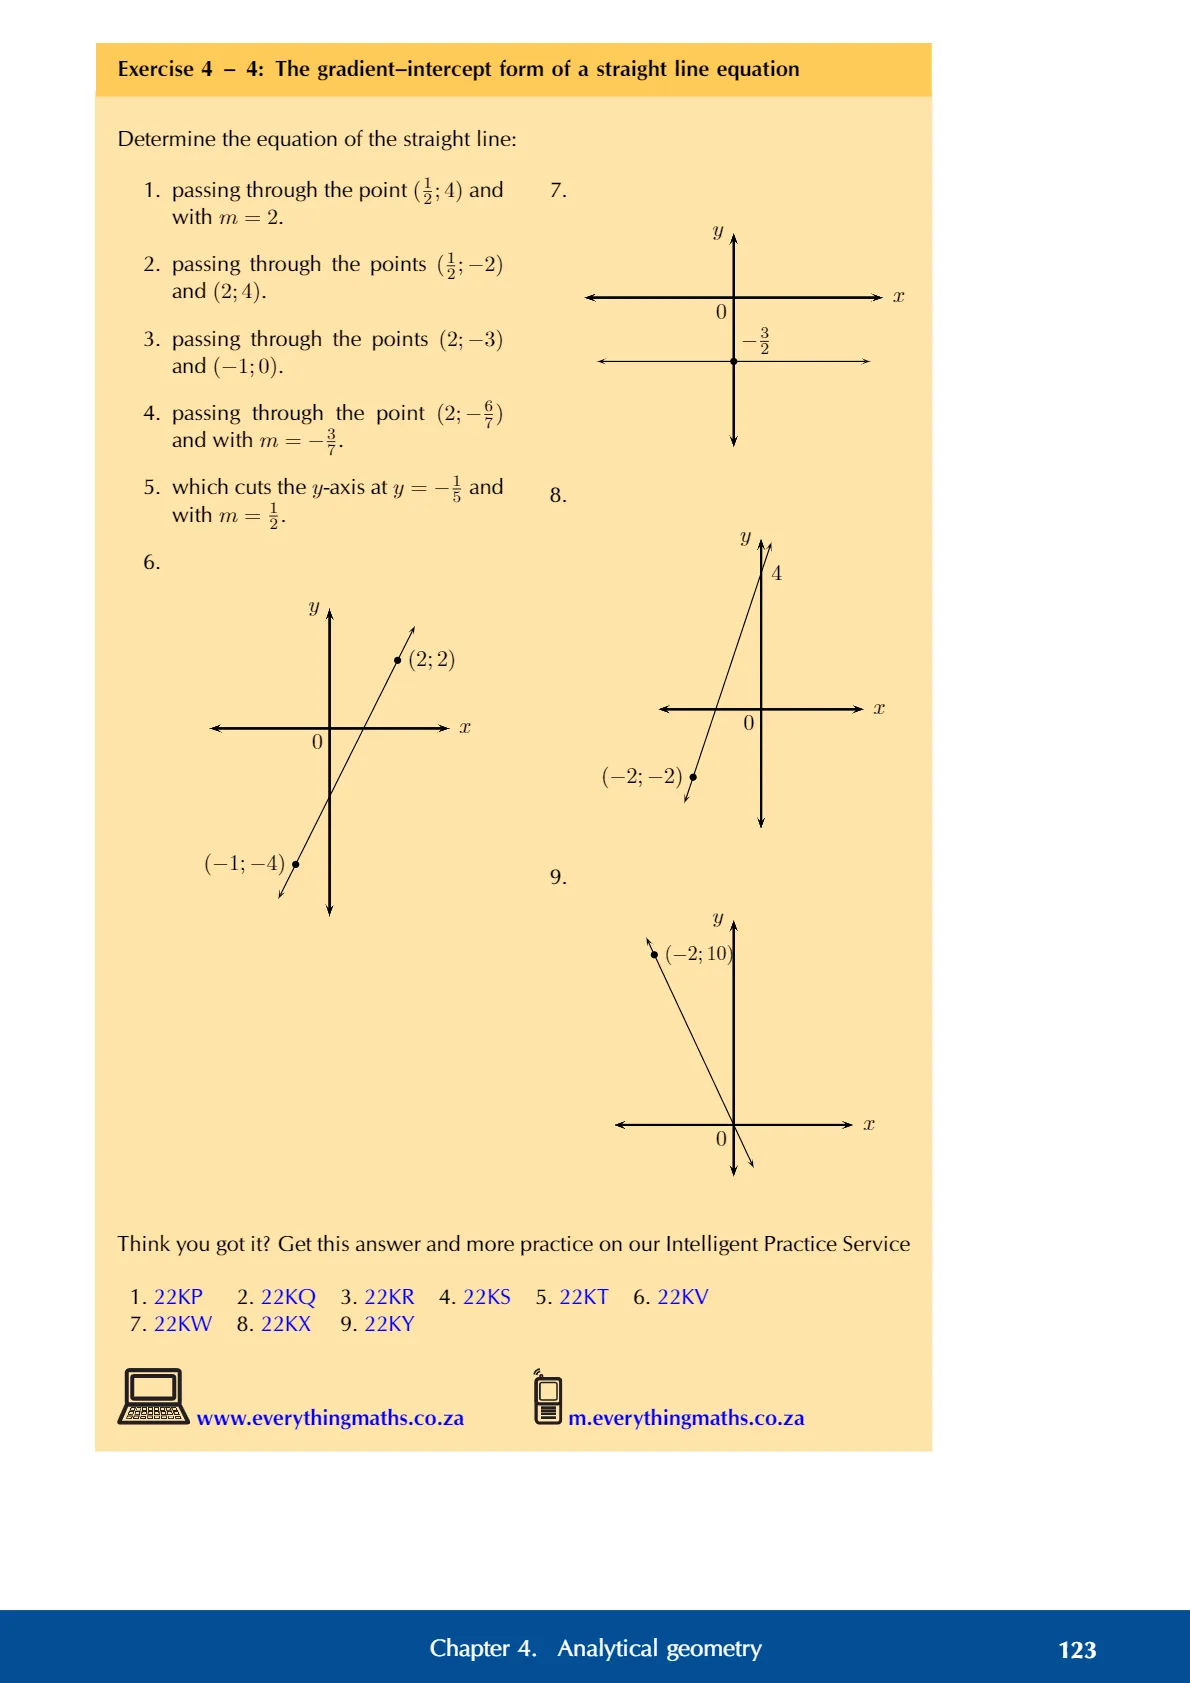 Exercise 4 – 4: The gradient–intercept form of a straight line equation
Determine the equation of the straight line:
1. passing through the point (1/2; 4) and
with m = 2.
2. passing through the points (1/2; −2)
and (2; 4).
3. passing through the points (2; −3)
and (−1; 0).
4. passing through the point (2; −6/7)
and with m = −3/7.
5. which cuts the y-axis at y = −1/5 and
with m = 1/2.
6.
y
(2; 2)
x
0
(−1; −4)
7.
y
x
0
−3/2
8.
y
4
x
0
(−2; −2)
9.
y
(−2; 10)
x
0
Think you got it? Get this answer and more practice on our Intelligent Practice Service
1. 22KP 2. 22KQ 3. 22KR 4. 22KS 5. 22KT 6. 22KV
7. 22KW 8. 22KX 9. 22KY
www.everythingmaths.co.za m.everythingmaths.co.za
Chapter 4. Analytical geometry 123